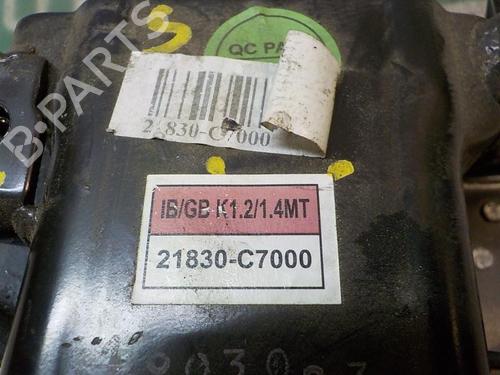 QC PA
21830-C7000
IB/GB K1.2/1.4MT
21830-C7000
B-PARTS